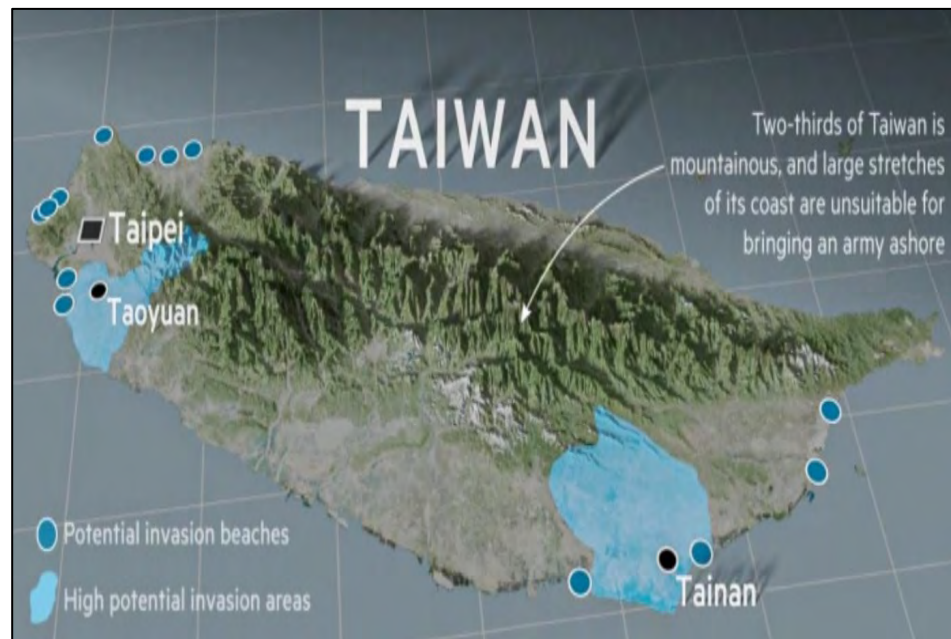 TAIWAN
Two-thirds of Taiwan is
mountainous, and large stretches
of its coast are unsuitable for
bringing an army ashore
Taipei
Taoyuan
Tainan
Potential invasion beaches
High potential invasion areas